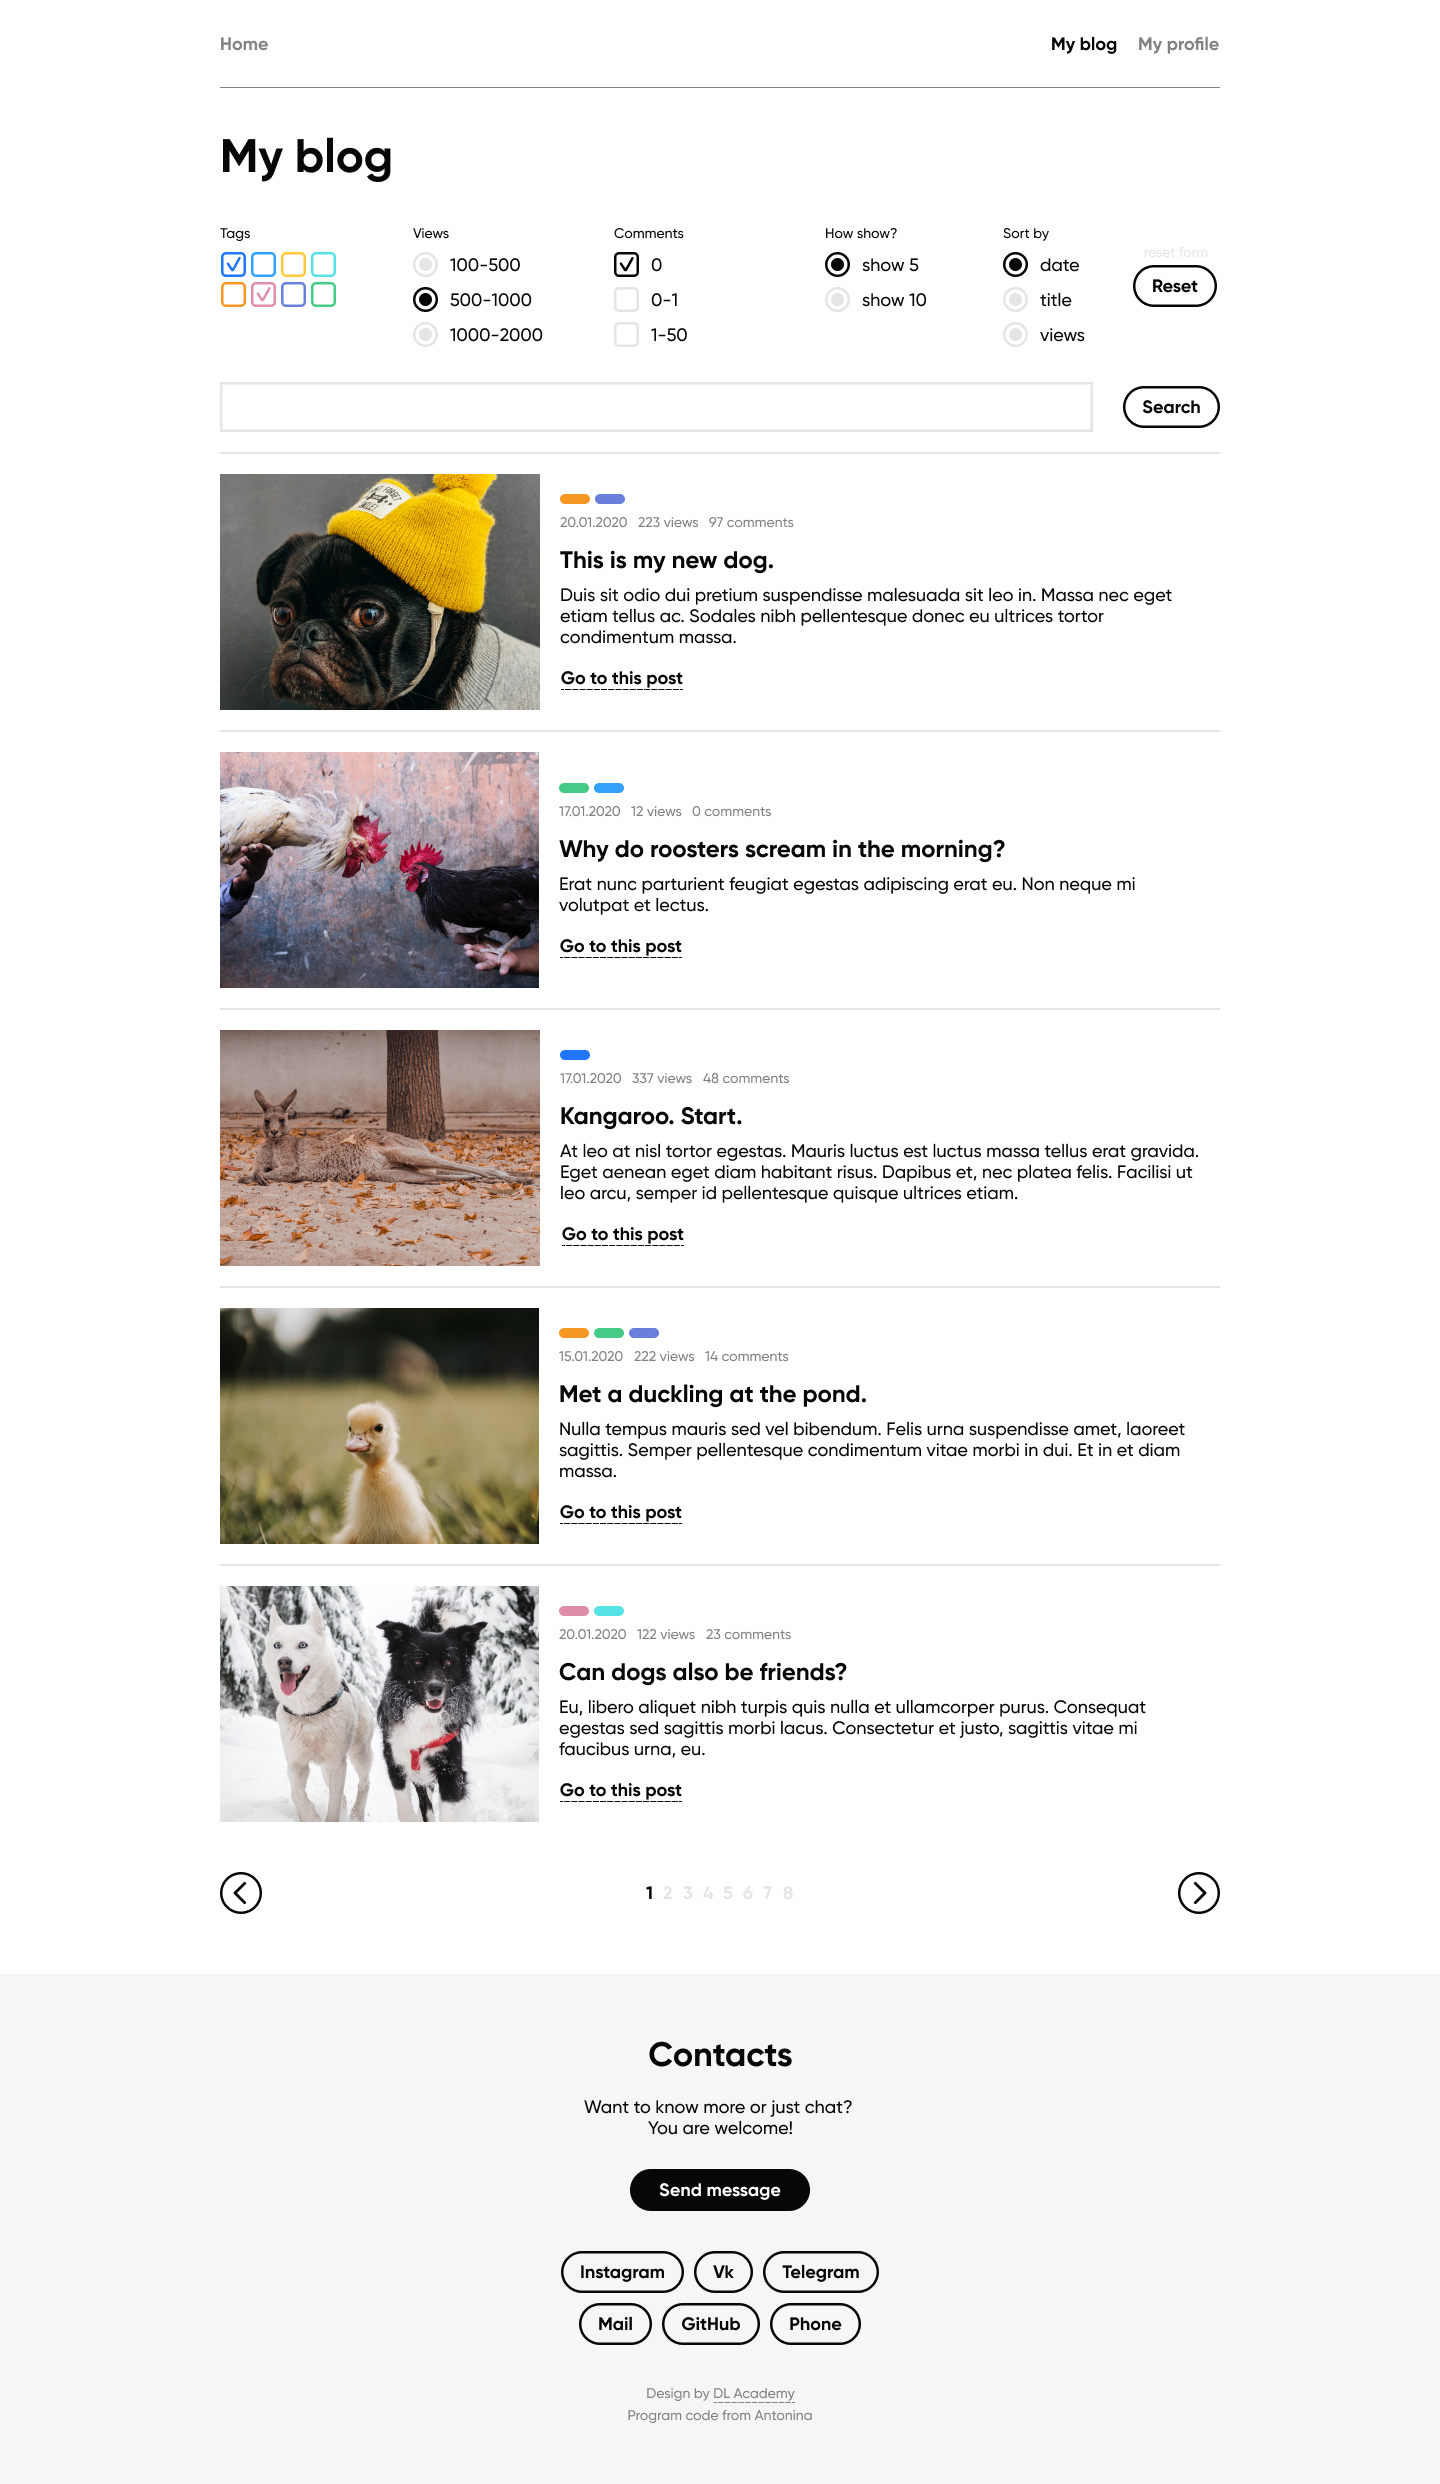 Home
My blog
My profile
My blog
Tags
Views
100-500
500-1000
1000-2000
Comments
0
0-1
1-50
How show?
show 5
show 10
Sort by
date
title
views
reset form
Reset
Search
20.01.2020 223 views 97 comments
This is my new dog.
Duis sit odio dui pretium suspendisse malesuada sit leo in. Massa nec eget
etiam tellus ac. Sodales nibh pellentesque donec eu ultrices tortor
condimentum massa.
Go to this post
17.01.2020 12 views 0 comments
Why do roosters scream in the morning?
Erat nunc parturient feugiat egestas adipiscing erat eu. Non neque mi
volutpat et lectus.
Go to this post
17.01.2020 337 views 48 comments
Kangaroo. Start.
At leo at nisl tortor egestas. Mauris luctus est luctus massa tellus erat gravida.
Eget aenean eget diam habitant risus. Dapibus et, nec platea felis. Facilisi ut
leo arcu, semper id pellentesque quisque ultrices etiam.
Go to this post
15.01.2020 222 views 14 comments
Met a duckling at the pond.
Nulla tempus mauris sed vel bibendum. Felis urna suspendisse amet, laoreet
sagittis. Semper pellentesque condimentum vitae morbi in dui. Et in et diam
massa.
Go to this post
20.01.2020 122 views 23 comments
Can dogs also be friends?
Eu, libero aliquet nibh turpis quis nulla et ullamcorper purus. Consequat
egestas sed sagittis morbi lacus. Consectetur et justo, sagittis vitae mi
faucibus urna, eu.
Go to this post
1 2 3 4 5 6 7 8
Contacts
Want to know more or just chat?
You are welcome!
Send message
Instagram
Vk
Telegram
Mail
GitHub
Phone
Design by DL Academy
Program code from Antonina